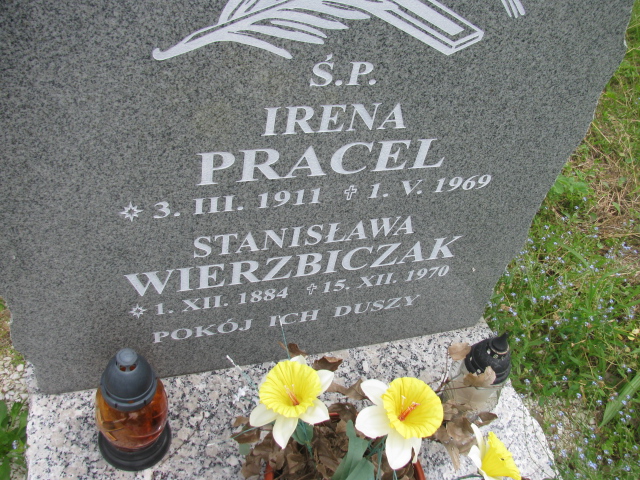 Ś.P.
IRENA
PRACEL
✲ 3. III. 1911 ✝ 1. V. 1969
STANISŁAWA
WIERZBICZAK
✲ 1. XII. 1884 ✝ 15. XII. 1970
POKÓJ ICH DUSZY